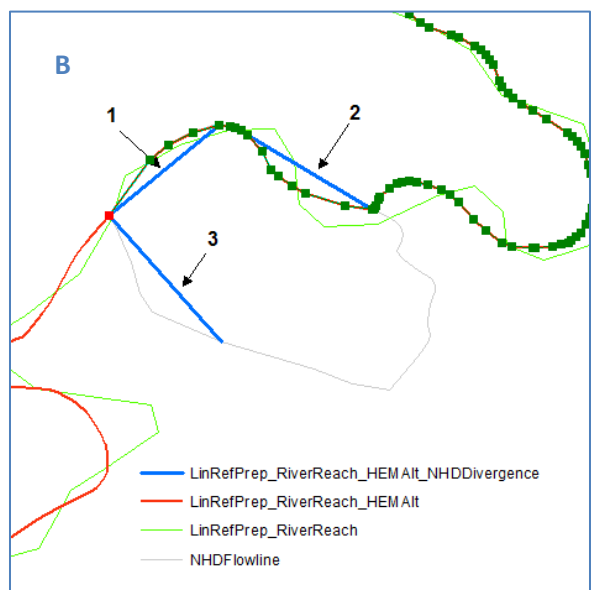 B
1
2
3
LinRefPrep_RiverReach_HEMAlt_NHDDivergence
LinRefPrep_RiverReach_HEMAlt
LinRefPrep_RiverReach
NHDFlowline